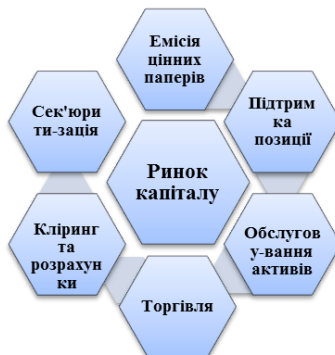 Емісія
цінних
паперів
Підтрим
ка
позиції
Обслугов
у-вання
активів
Торгівля
Кліринг
та
розрахун
ки
Сек'юри
ти-зація
Ринок
капіталу